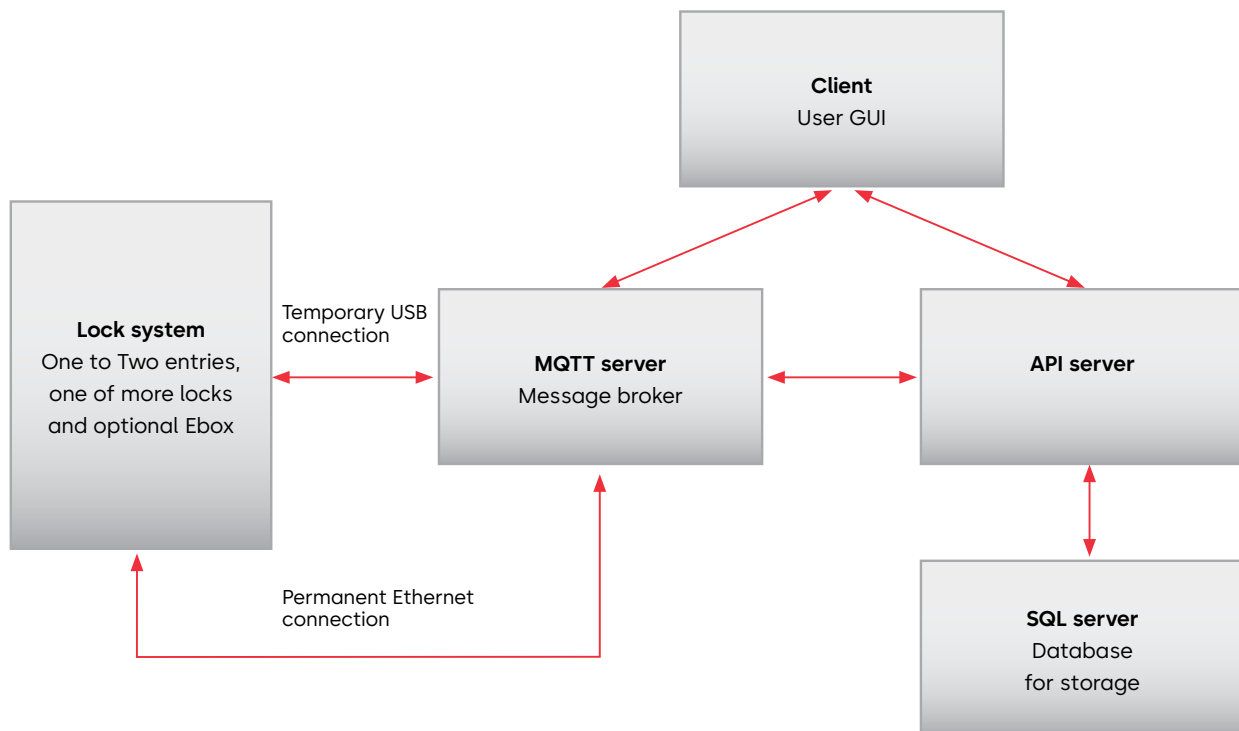 Client
User GUI
Lock system
One to Two entries,
one of more locks
and optional Ebox
Temporary USB
connection
MQTT server
Message broker
API server
Permanent Ethernet
connection
SQL server
Database
for storage